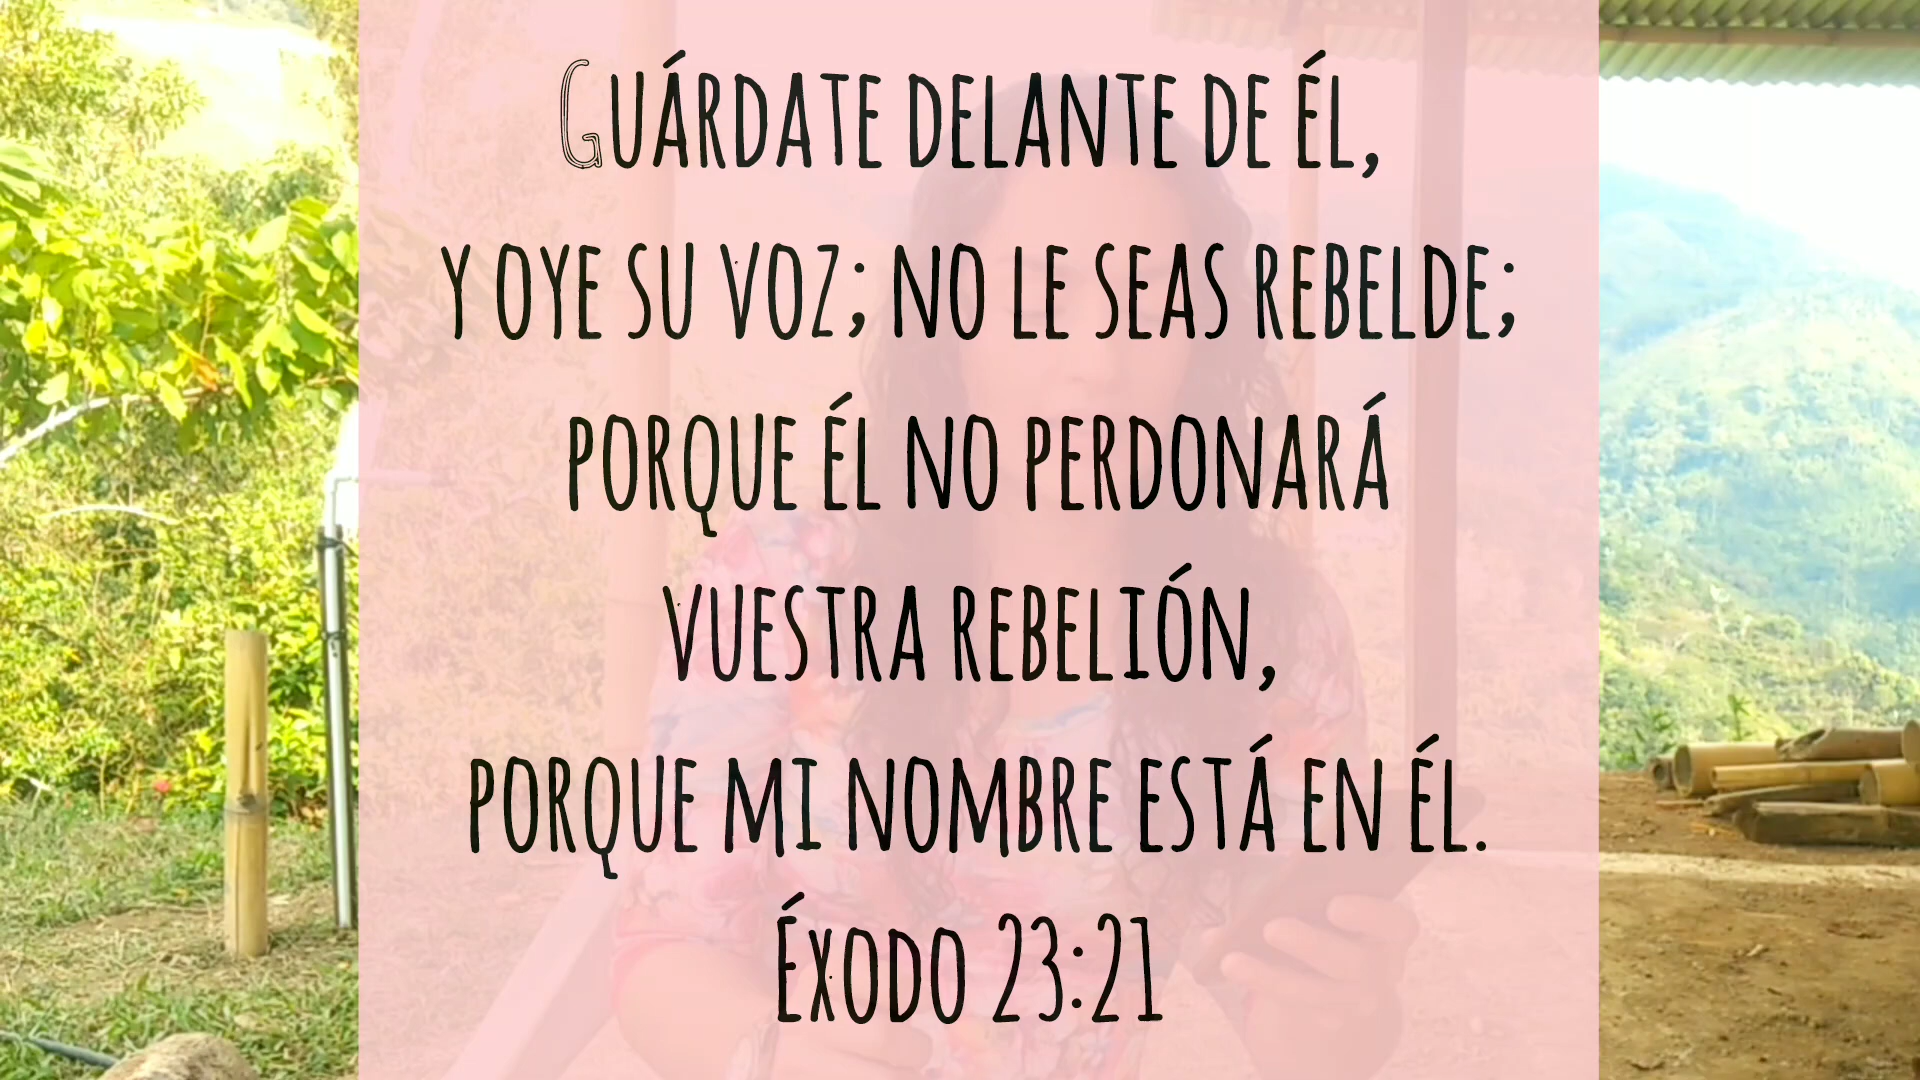 Guárdate delante de él,
y oye su voz; no le seas rebelde;
porque él no perdonará
vuestra rebelión,
porque mi nombre está en él.
Éxodo 23:21